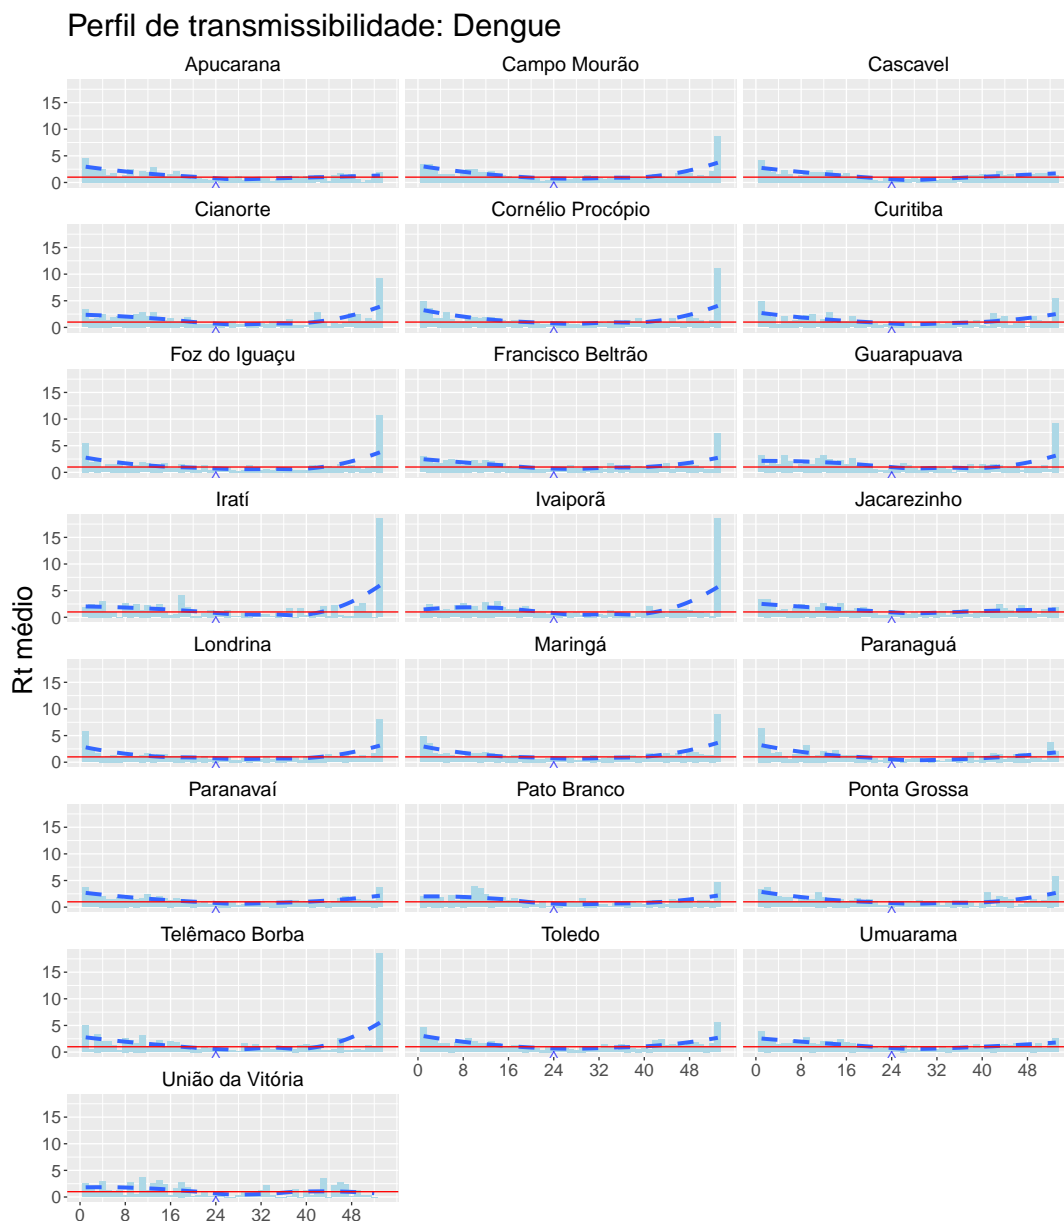 Perfil de transmissibilidade: Dengue
Apucarana Campo Mourão Cascavel
15
10
5
0
Cianorte Cornélio Procópio Curitiba
15
10
5
0
Foz do Iguaçu Francisco Beltrão Guarapuava
15
10
5
0
Iratí Ivaiporã Jacarezinho
15
10
5
0
Rt médio
Londrina Maringá Paranaguá
15
10
5
0
Paranavaí Pato Branco Ponta Grossa
15
10
5
0
Telêmaco Borba Toledo Umuarama
15
10
5
0
0 8 16 24 32 40 48 0 8 16 24 32 40 48
União da Vitória
15
10
5
0
0 8 16 24 32 40 48